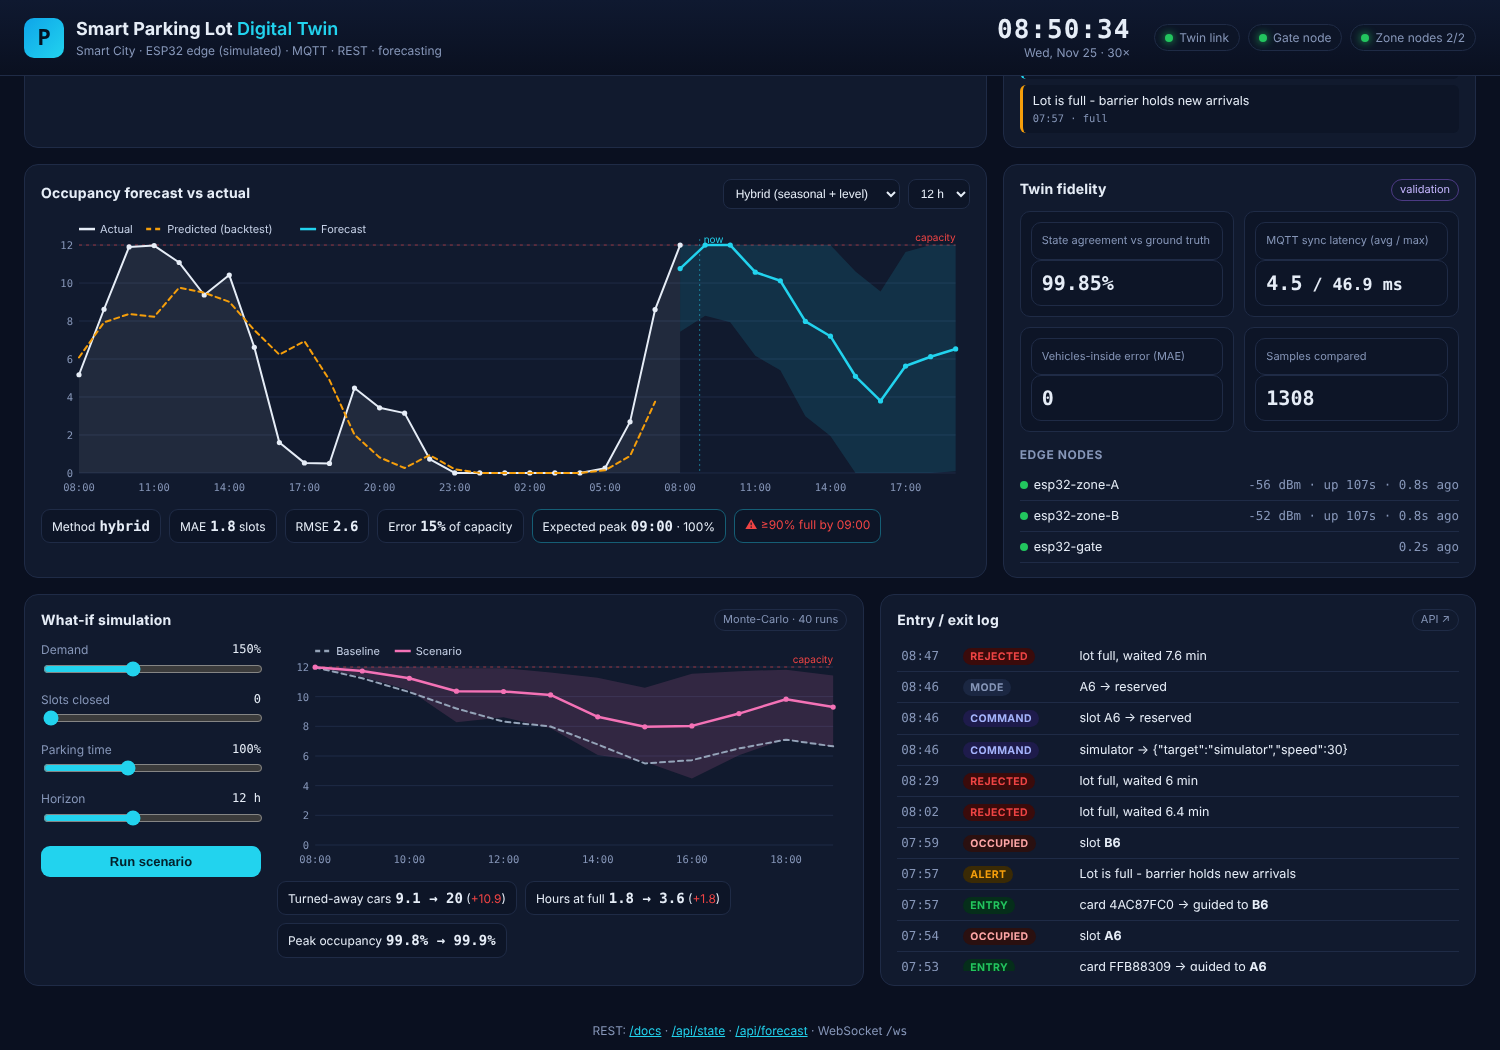 P
Smart Parking Lot Digital Twin
Smart City · ESP32 edge (simulated) · MQTT · REST · forecasting
08:50:34
Wed, Nov 25 · 30×
Twin link
Gate node
Zone nodes 2/2
Lot is full - barrier holds new arrivals
07:57 · full
Occupancy forecast vs actual
Hybrid (seasonal + level)
12 h
Actual
Predicted (backtest)
Forecast
now
capacity
12
10
8
6
4
2
0
08:00 11:00 14:00 17:00 20:00 23:00 02:00 05:00 08:00 11:00 14:00 17:00
Method hybrid
MAE 1.8 slots
RMSE 2.6
Error 15% of capacity
Expected peak 09:00 · 100%
⚠ ≥90% full by 09:00
Twin fidelity
validation
State agreement vs ground truth
99.85%
MQTT sync latency (avg / max)
4.5 / 46.9 ms
Vehicles-inside error (MAE)
0
Samples compared
1308
EDGE NODES
esp32-zone-A -56 dBm · up 107s · 0.8s ago
esp32-zone-B -52 dBm · up 107s · 0.8s ago
esp32-gate 0.2s ago
What-if simulation
Monte-Carlo · 40 runs
Demand 150%
Slots closed 0
Parking time 100%
Horizon 12 h
Run scenario
Baseline
Scenario
capacity
12
10
8
6
4
2
0
08:00 10:00 12:00 14:00 16:00 18:00
Turned-away cars 9.1 → 20 (+10.9)
Hours at full 1.8 → 3.6 (+1.8)
Peak occupancy 99.8% → 99.9%
Entry / exit log
API ↗
08:47 REJECTED lot full, waited 7.6 min
08:46 MODE A6 → reserved
08:46 COMMAND slot A6 → reserved
08:46 COMMAND simulator → {"target":"simulator","speed":30}
08:29 REJECTED lot full, waited 6 min
08:02 REJECTED lot full, waited 6.4 min
07:59 OCCUPIED slot B6
07:57 ALERT Lot is full - barrier holds new arrivals
07:57 ENTRY card 4AC87FC0 → guided to B6
07:54 OCCUPIED slot A6
07:53 ENTRY card FFB88309 → guided to A6
REST: /docs · /api/state · /api/forecast · WebSocket /ws